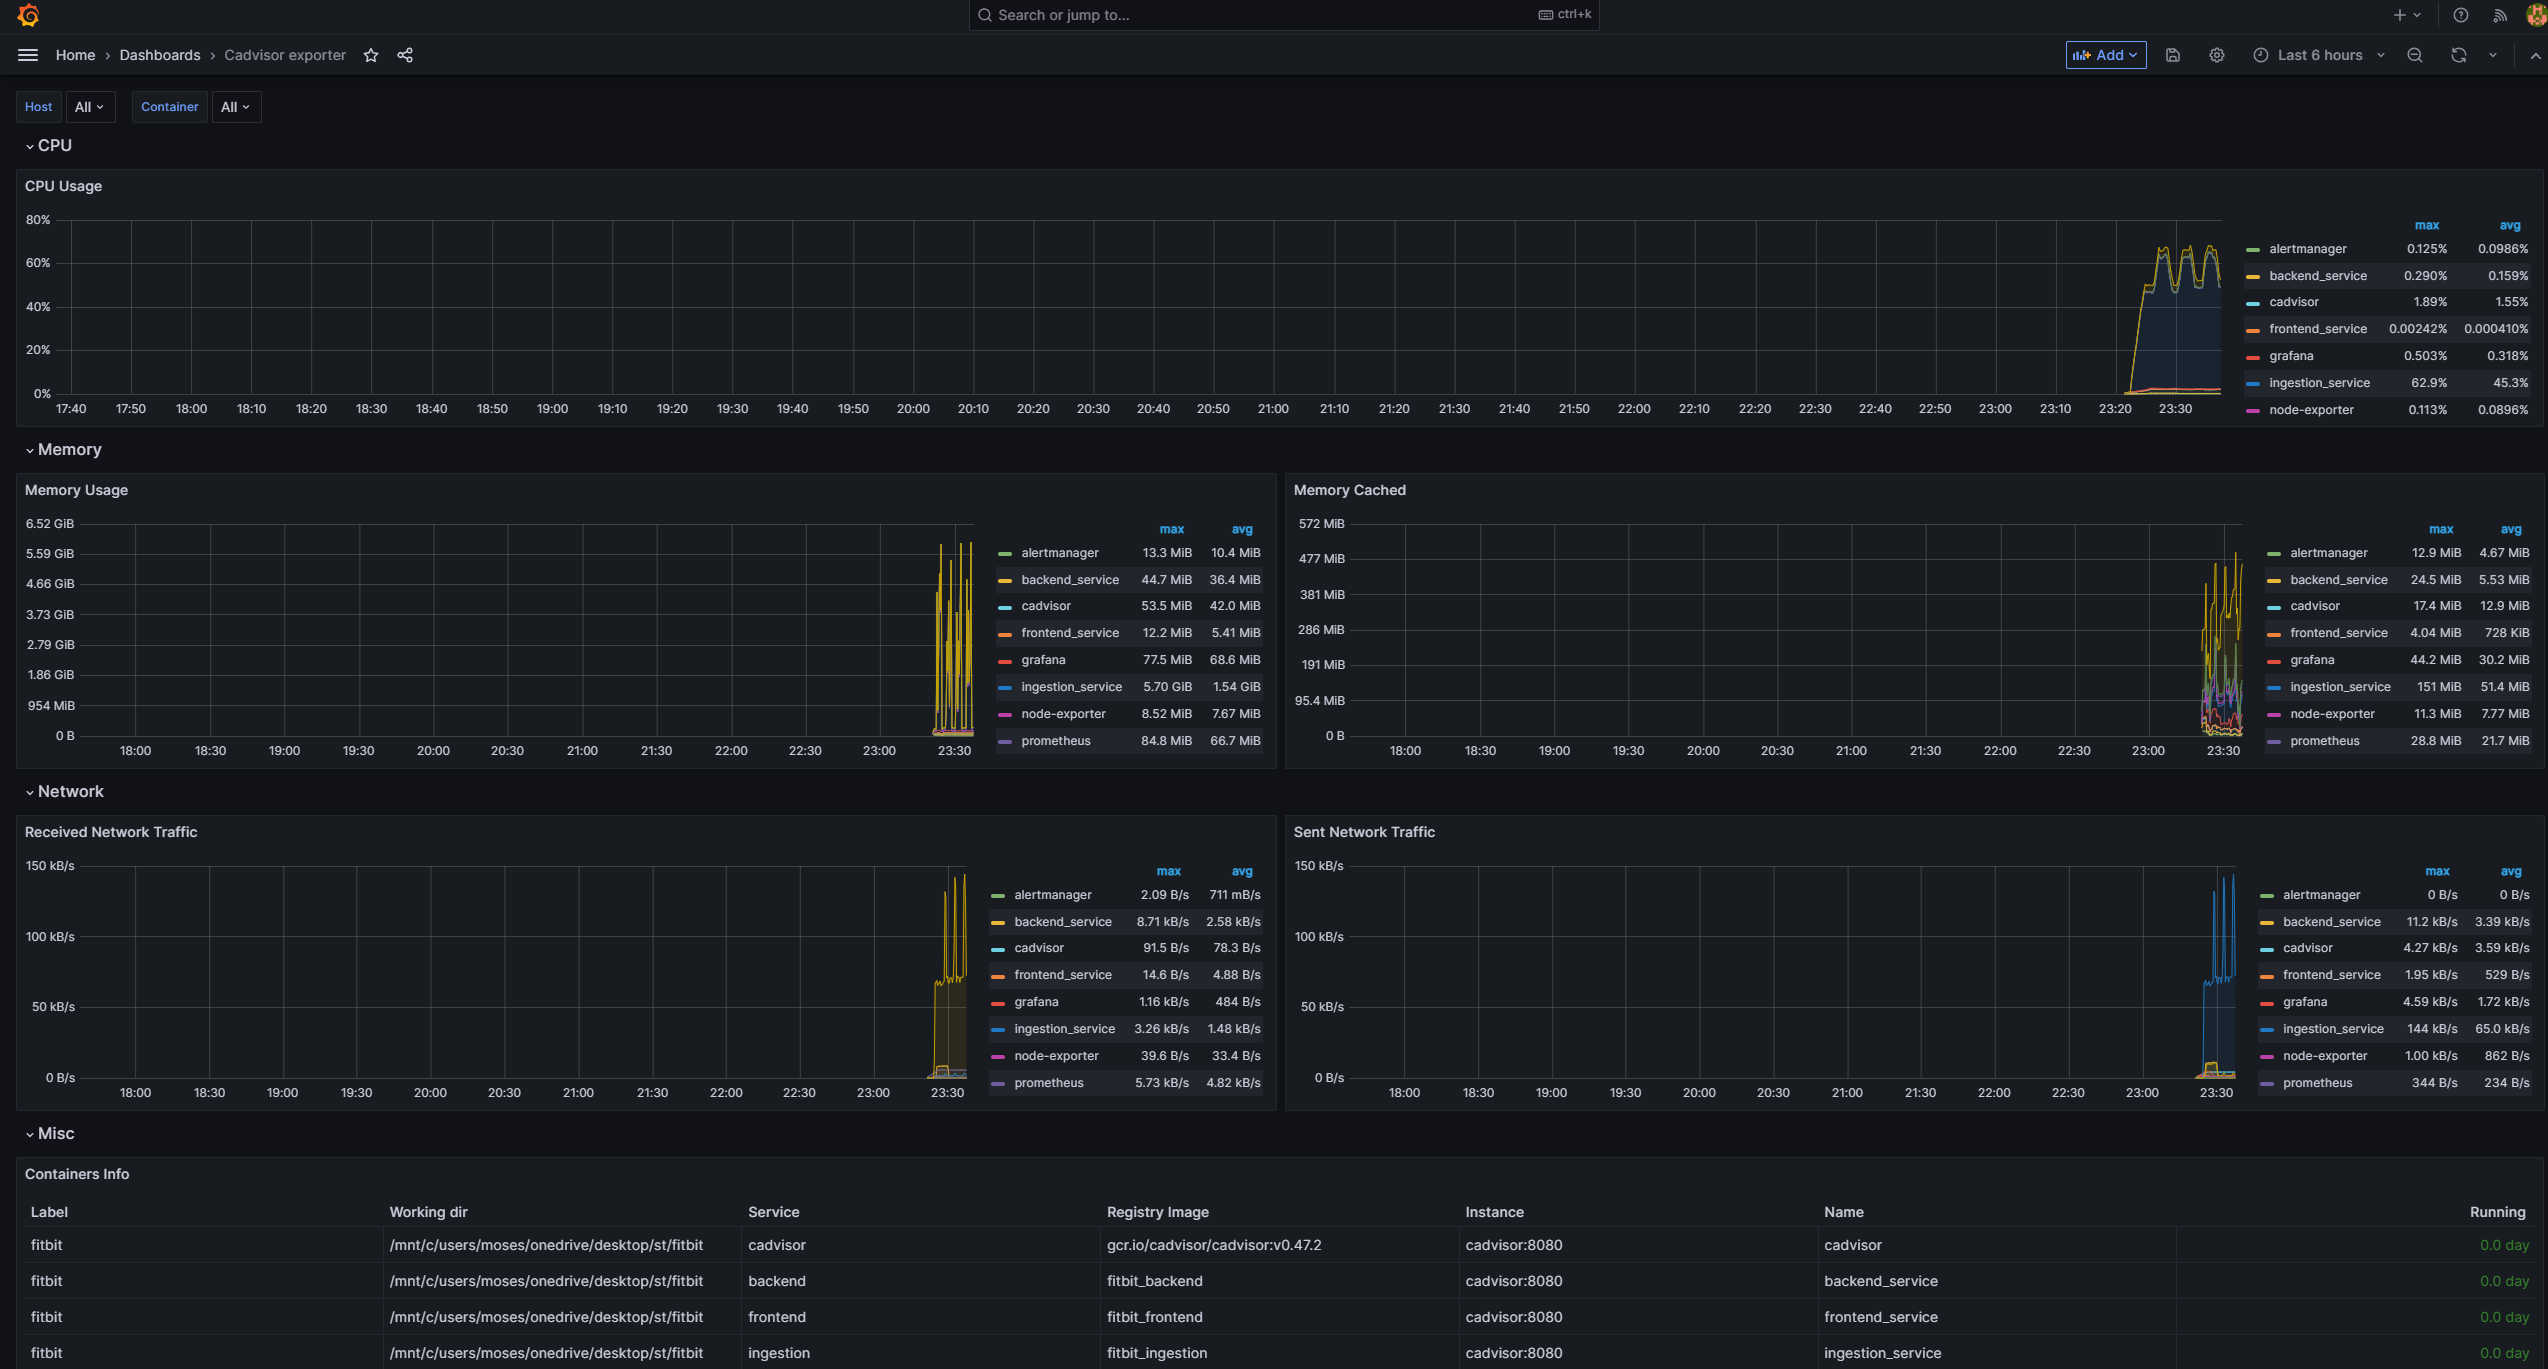 Search or jump to...
ctrl+k
Home › Dashboards › Cadvisor exporter
Add
Last 6 hours
Host All Container All
CPU
CPU Usage
80%
60%
40%
20%
0%
17:40 17:50 18:00 18:10 18:20 18:30 18:40 18:50 19:00 19:10 19:20 19:30 19:40 19:50 20:00 20:10 20:20 20:30 20:40 20:50 21:00 21:10 21:20 21:30 21:40 21:50 22:00 22:10 22:20 22:30 22:40 22:50 23:00 23:10 23:20 23:30
max avg
alertmanager 0.125% 0.0986%
backend_service 0.290% 0.159%
cadvisor 1.89% 1.55%
frontend_service 0.00242% 0.000410%
grafana 0.503% 0.318%
ingestion_service 62.9% 45.3%
node-exporter 0.113% 0.0896%
Memory
Memory Usage
6.52 GiB
5.59 GiB
4.66 GiB
3.73 GiB
2.79 GiB
1.86 GiB
954 MiB
0 B
18:00 18:30 19:00 19:30 20:00 20:30 21:00 21:30 22:00 22:30 23:00 23:30
max avg
alertmanager 13.3 MiB 10.4 MiB
backend_service 44.7 MiB 36.4 MiB
cadvisor 53.5 MiB 42.0 MiB
frontend_service 12.2 MiB 5.41 MiB
grafana 77.5 MiB 68.6 MiB
ingestion_service 5.70 GiB 1.54 GiB
node-exporter 8.52 MiB 7.67 MiB
prometheus 84.8 MiB 66.7 MiB
Memory Cached
572 MiB
477 MiB
381 MiB
286 MiB
191 MiB
95.4 MiB
0 B
18:00 18:30 19:00 19:30 20:00 20:30 21:00 21:30 22:00 22:30 23:00 23:30
max avg
alertmanager 12.9 MiB 4.67 MiB
backend_service 24.5 MiB 5.53 MiB
cadvisor 17.4 MiB 12.9 MiB
frontend_service 4.04 MiB 728 KiB
grafana 44.2 MiB 30.2 MiB
ingestion_service 151 MiB 51.4 MiB
node-exporter 11.3 MiB 7.77 MiB
prometheus 28.8 MiB 21.7 MiB
Network
Received Network Traffic
150 kB/s
100 kB/s
50 kB/s
0 B/s
18:00 18:30 19:00 19:30 20:00 20:30 21:00 21:30 22:00 22:30 23:00 23:30
max avg
alertmanager 2.09 B/s 711 mB/s
backend_service 8.71 kB/s 2.58 kB/s
cadvisor 91.5 B/s 78.3 B/s
frontend_service 14.6 B/s 4.88 B/s
grafana 1.16 kB/s 484 B/s
ingestion_service 3.26 kB/s 1.48 kB/s
node-exporter 39.6 B/s 33.4 B/s
prometheus 5.73 kB/s 4.82 kB/s
Sent Network Traffic
150 kB/s
100 kB/s
50 kB/s
0 B/s
18:00 18:30 19:00 19:30 20:00 20:30 21:00 21:30 22:00 22:30 23:00 23:30
max avg
alertmanager 0 B/s 0 B/s
backend_service 11.2 kB/s 3.39 kB/s
cadvisor 4.27 kB/s 3.59 kB/s
frontend_service 1.95 kB/s 529 B/s
grafana 4.59 kB/s 1.72 kB/s
ingestion_service 144 kB/s 65.0 kB/s
node-exporter 1.00 kB/s 862 B/s
prometheus 344 B/s 234 B/s
Misc
Containers Info
Label Working dir Service Registry Image Instance Name Running
fitbit /mnt/c/users/moses/onedrive/desktop/st/fitbit cadvisor gcr.io/cadvisor/cadvisor:v0.47.2 cadvisor:8080 cadvisor 0.0 day
fitbit /mnt/c/users/moses/onedrive/desktop/st/fitbit backend fitbit_backend cadvisor:8080 backend_service 0.0 day
fitbit /mnt/c/users/moses/onedrive/desktop/st/fitbit frontend fitbit_frontend cadvisor:8080 frontend_service 0.0 day
fitbit /mnt/c/users/moses/onedrive/desktop/st/fitbit ingestion fitbit_ingestion cadvisor:8080 ingestion_service 0.0 day